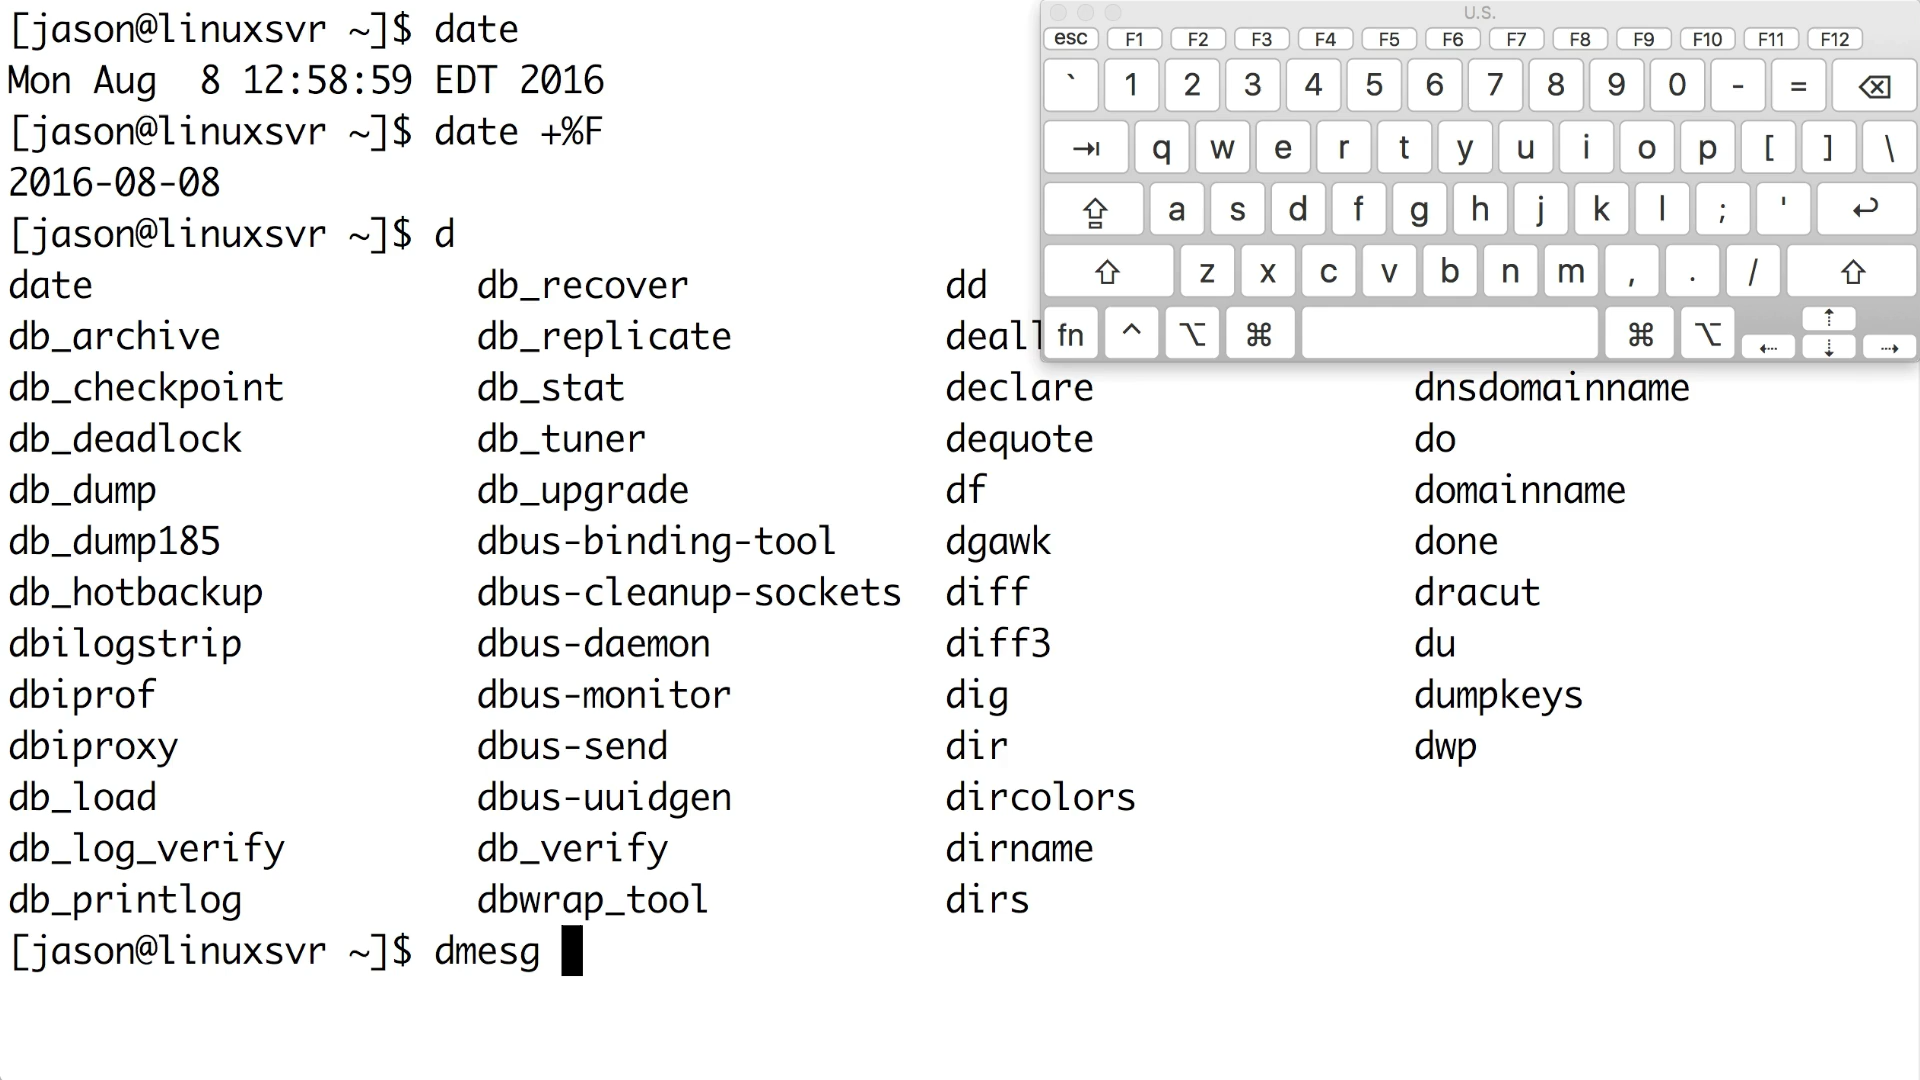 [jason@linuxsvr ~]$ date
Mon Aug  8 12:58:59 EDT 2016
[jason@linuxsvr ~]$ date +%F
2016-08-08
[jason@linuxsvr ~]$ d
date db_recover dd
db_archive db_replicate
db_checkpoint db_stat declare dnsdomainname
db_deadlock db_tuner dequote do
db_dump db_upgrade df domainname
db_dump185 dbus-binding-tool dgawk done
db_hotbackup dbus-cleanup-sockets diff dracut
dbilogstrip dbus-daemon diff3 du
dbiprof dbus-monitor dig dumpkeys
dbiproxy dbus-send dir dwp
db_load dbus-uuidgen dircolors
db_log_verify db_verify dirname
db_printlog dbwrap_tool dirs
[jason@linuxsvr ~]$ dmesg
U.S.
esc F1 F2 F3 F4 F5 F6 F7 F8 F9 F10 F11 F12
` 1 2 3 4 5 6 7 8 9 0 - = ⌫
⇥ q w e r t y u i o p [ ] \
⇪ a s d f g h j k l ; ' ↩
⇧ z x c v b n m , . / ⇧
fn ^ ⌥ ⌘ ⌘ ⌥ ⇠ ⇡ ⇣ ⇢